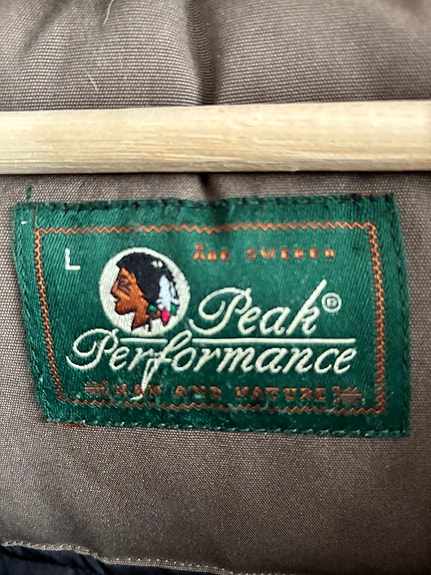 L
Åre Sweden
Peak®
Performance
MAN AND NATURE